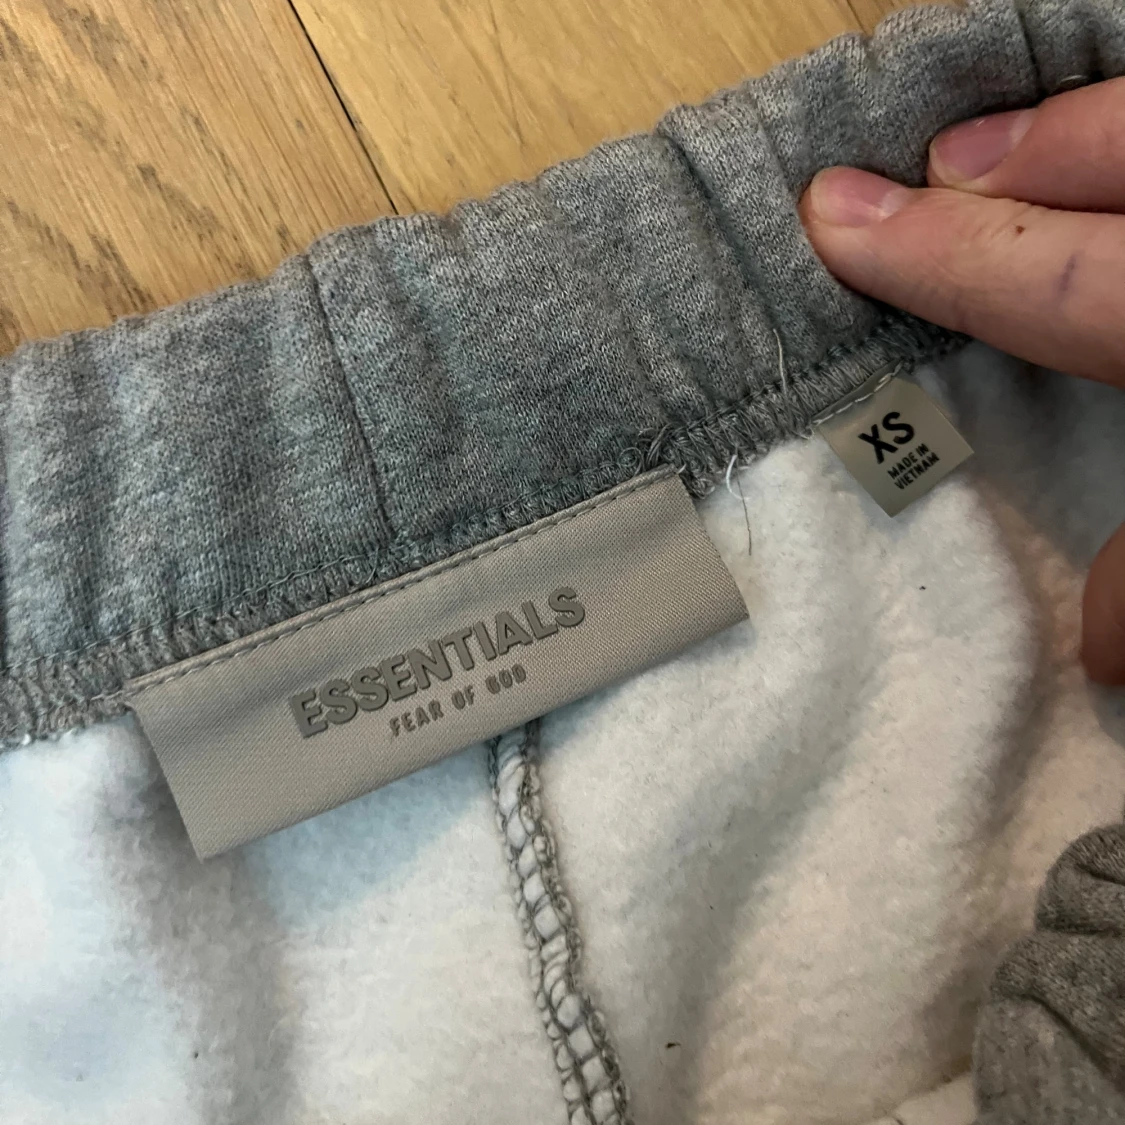 ESSENTIALS
FEAR OF GOD
XS
MADE IN
VIETNAM